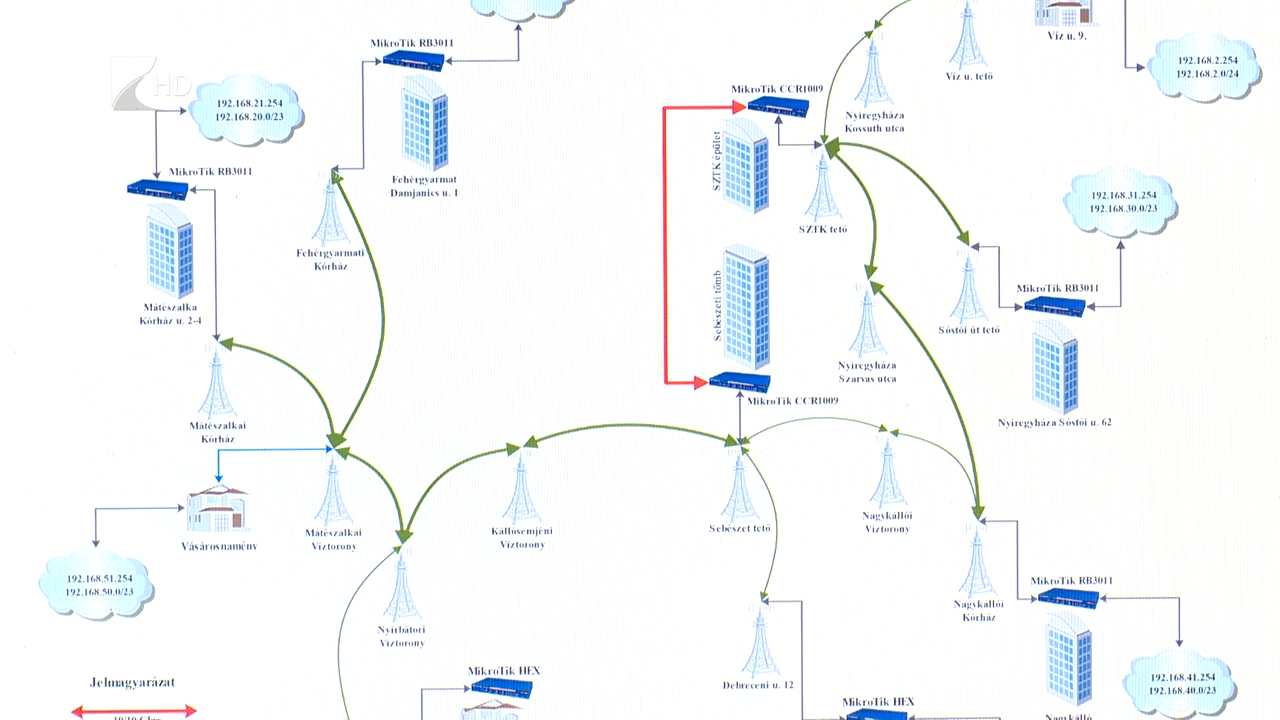 MikroTik RB3011
HD
192.168.21.254
192.168.20.0/23
MikroTik RB3011
Fehérgyarmat
Damjanics u. 1
Mátészalka
Kórház u. 2-4
Fehérgyarmati
Kórház
Mátészalkai
Kórház
Vásárosnamény
192.168.51.254
192.168.50.0/23
Mátészalkai
Víztorony
Nyírbátori
Víztorony
Kállósemjéni
Víztorony
Jelmagyarázat
MikroTik HEX
Víz u. 9.
Víz u. tető
192.168.2.254
192.168.2.0/24
MikroTik CCR1009
Nyíregyháza
Kossuth utca
SZTK épület
SZTK tető
192.168.31.254
192.168.30.0/23
Sebészeti tömb
MikroTik RB3011
Sóstói út tető
Nyíregyháza
Szarvas utca
MikroTik CCR1009
Nyíregyháza Sóstói u. 62
Sebészet tető
Nagykállói
Víztorony
Nagykállói
Kórház
MikroTik RB3011
Debreceni u. 12
MikroTik HEX
192.168.41.254
192.168.40.0/23
Nagykálló